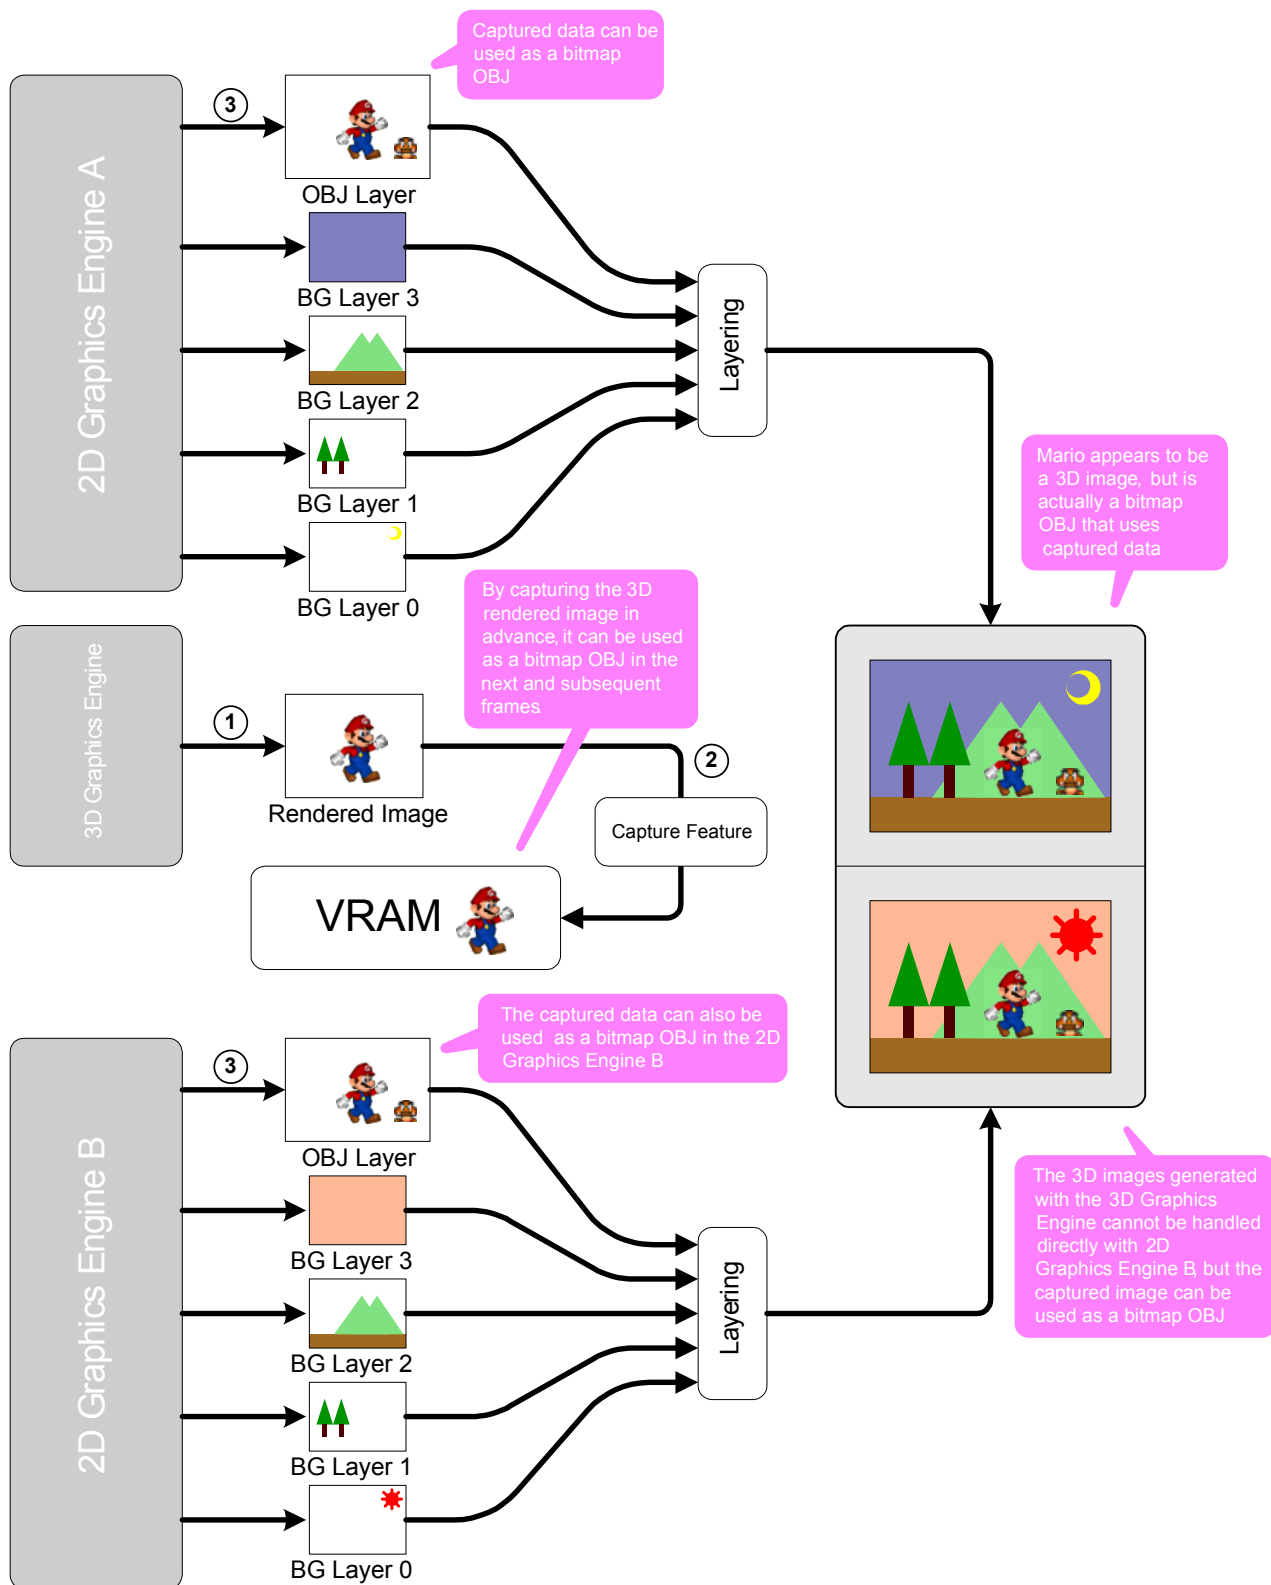 Captured data can be
used as a bitmap
OBJ
2D Graphics Engine A
3
OBJ Layer
BG Layer 3
BG Layer 2
BG Layer 1
BG Layer 0
Layering
Mario appears to be
a 3D image, but is
actually a bitmap
OBJ that uses
captured data
By capturing the 3D
rendered image in
advance, it can be used
as a bitmap OBJ in the
next and subsequent
frames.
3D Graphics Engine
1
Rendered Image
2
Capture Feature
VRAM
The captured data can also be
used as a bitmap OBJ in the 2D
Graphics Engine B
2D Graphics Engine B
3
OBJ Layer
BG Layer 3
BG Layer 2
BG Layer 1
BG Layer 0
Layering
The 3D images generated
with the 3D Graphics
Engine cannot be handled
directly with 2D
Graphics Engine B, but the
captured image can be
used as a bitmap OBJ